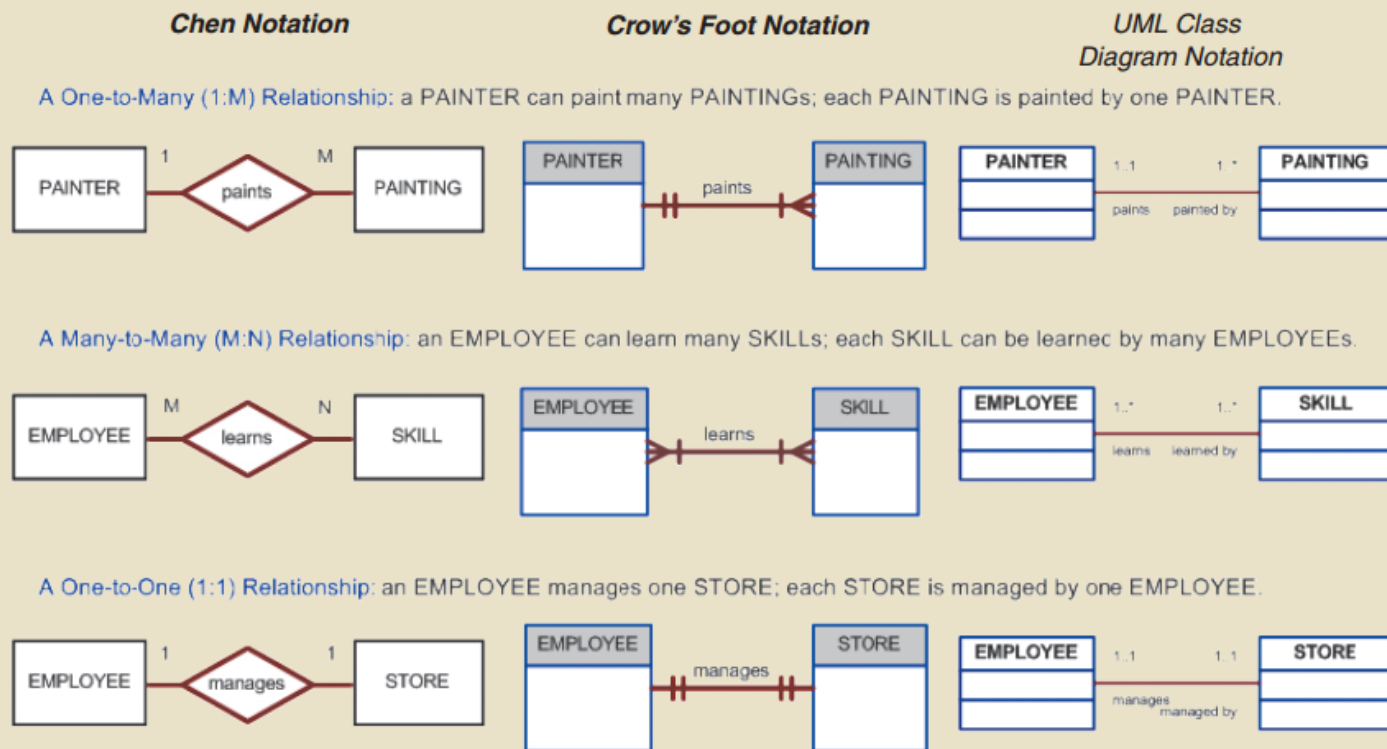 Chen Notation
Crow's Foot Notation
UML Class
Diagram Notation
A One-to-Many (1:M) Relationship: a PAINTER can paint many PAINTINGs; each PAINTING is painted by one PAINTER.
PAINTER
1
paints
M
PAINTING
PAINTER
paints
PAINTING
PAINTER
1..1
1..*
paints
painted by
PAINTING
A Many-to-Many (M:N) Relationship: an EMPLOYEE can learn many SKILLs; each SKILL can be learned by many EMPLOYEEs.
EMPLOYEE
M
learns
N
SKILL
EMPLOYEE
learns
SKILL
EMPLOYEE
1..*
1..*
learns
learned by
SKILL
A One-to-One (1:1) Relationship: an EMPLOYEE manages one STORE; each STORE is managed by one EMPLOYEE.
EMPLOYEE
1
manages
1
STORE
EMPLOYEE
manages
STORE
EMPLOYEE
1..1
1..1
manages
managed by
STORE